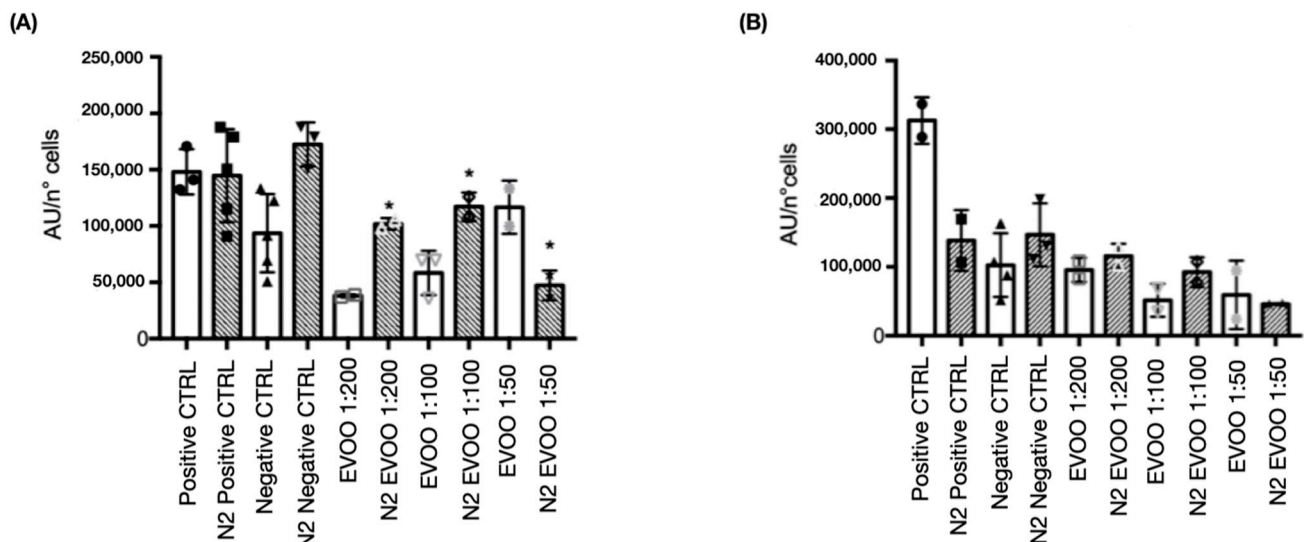 (A)
250,000
200,000
150,000
100,000
50,000
0
AU/n° cells
*
*
*
Positive CTRL
N2 Positive CTRL
Negative CTRL
N2 Negative CTRL
EVOO 1:200
N2 EVOO 1:200
EVOO 1:100
N2 EVOO 1:100
EVOO 1:50
N2 EVOO 1:50
(B)
400,000
300,000
200,000
100,000
0
AU/n°cells
Positive CTRL
N2 Positive CTRL
Negative CTRL
N2 Negative CTRL
EVOO 1:200
N2 EVOO 1:200
EVOO 1:100
N2 EVOO 1:100
EVOO 1:50
N2 EVOO 1:50